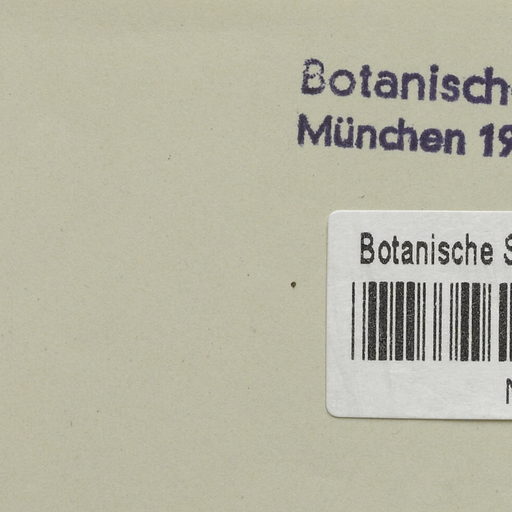 Botanische
München 19
Botanische S